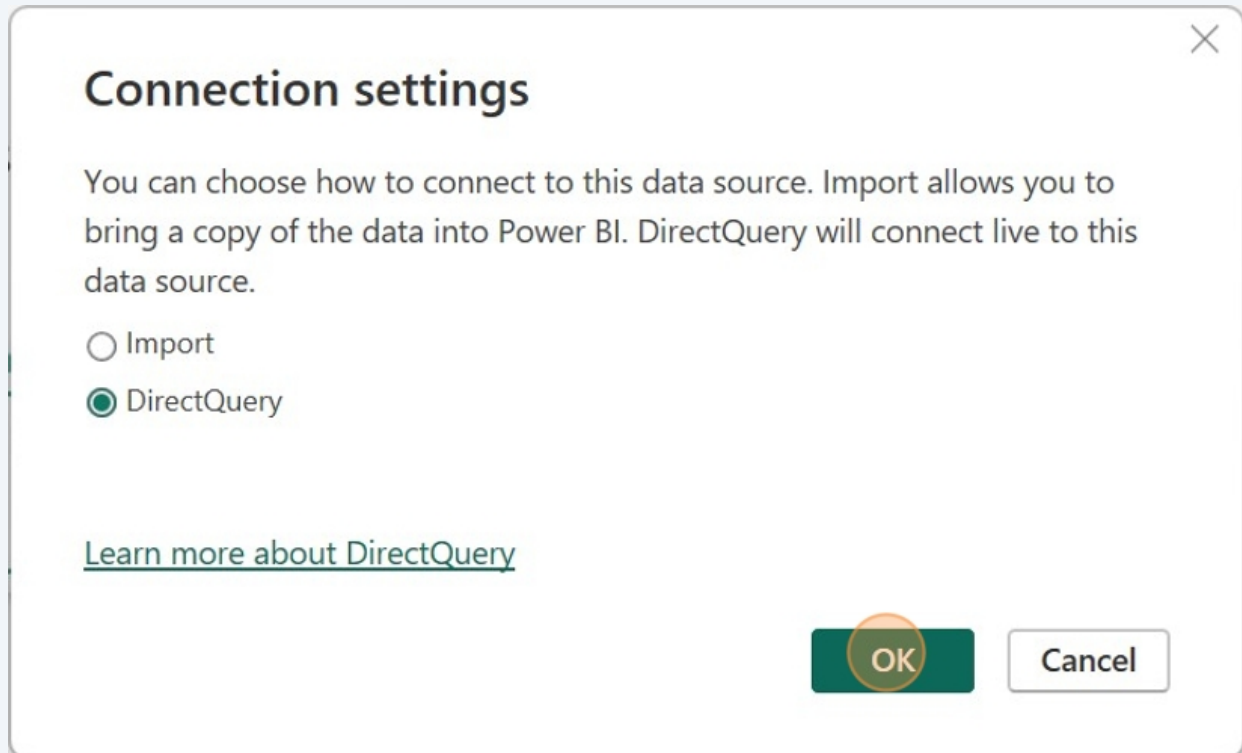 Connection settings
You can choose how to connect to this data source. Import allows you to
bring a copy of the data into Power BI. DirectQuery will connect live to this
data source.
Import
DirectQuery
Learn more about DirectQuery
OK
Cancel